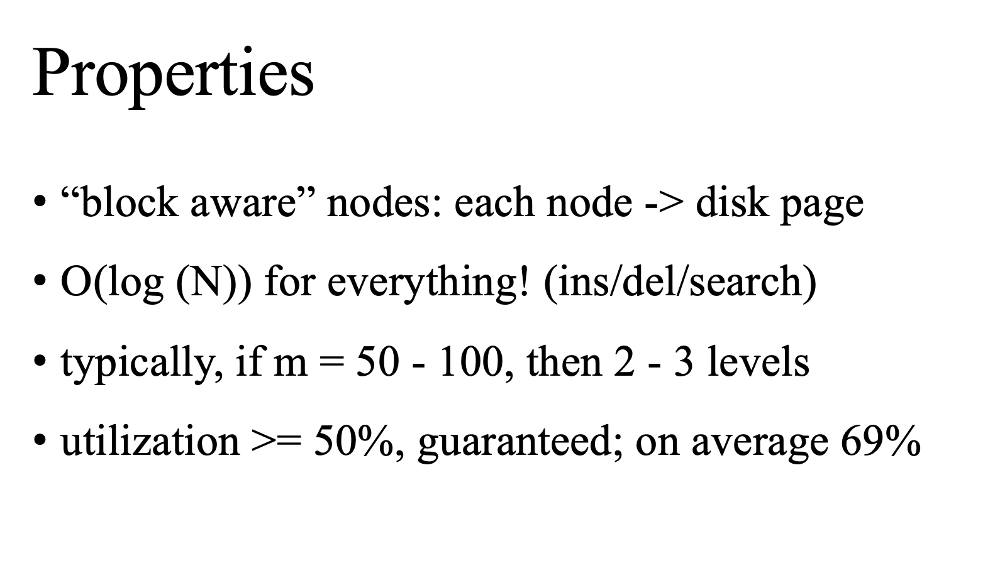 Properties
• “block aware” nodes: each node -> disk page
• O(log (N)) for everything! (ins/del/search)
• typically, if m = 50 - 100, then 2 - 3 levels
• utilization >= 50%, guaranteed; on average 69%